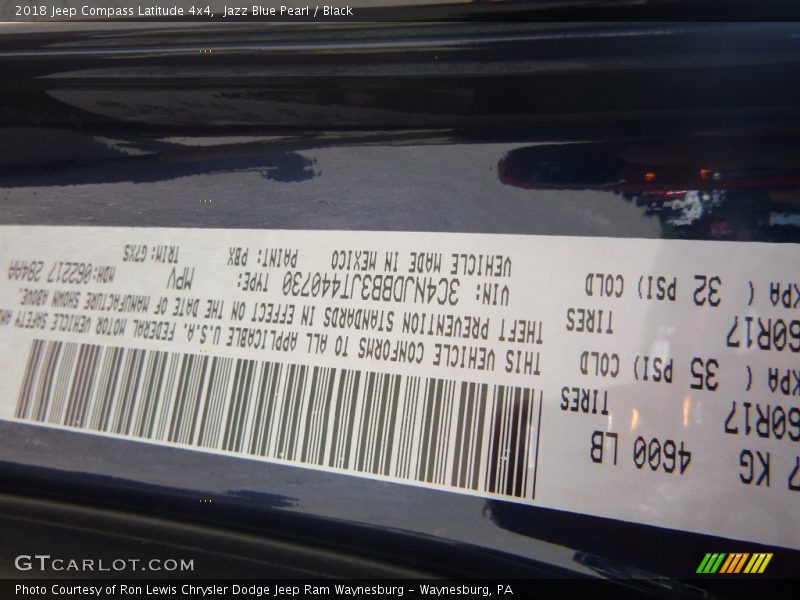 2018 Jeep Compass Latitude 4x4, Jazz Blue Pearl / Black
7 KG 4600 LB
60R17 TIRES
KPA ( 35 PSI) COLD
60R17 TIRES
KPA ( 32 PSI) COLD
THIS VEHICLE CONFORMS TO ALL APPLICABLE U.S.A. FEDERAL MOTOR VEHICLE SAFETY AND
THEFT PREVENTION STANDARDS IN EFFECT ON THE DATE OF MANUFACTURE SHOWN ABOVE.
VIN: 3C4NJDBB3JT440730 TYPE: MPV MDH:062217 284AA
VEHICLE MADE IN MEXICO PAINT: PBX TRIM: G7XS
GTCARLOT.COM
Photo Courtesy of Ron Lewis Chrysler Dodge Jeep Ram Waynesburg - Waynesburg, PA